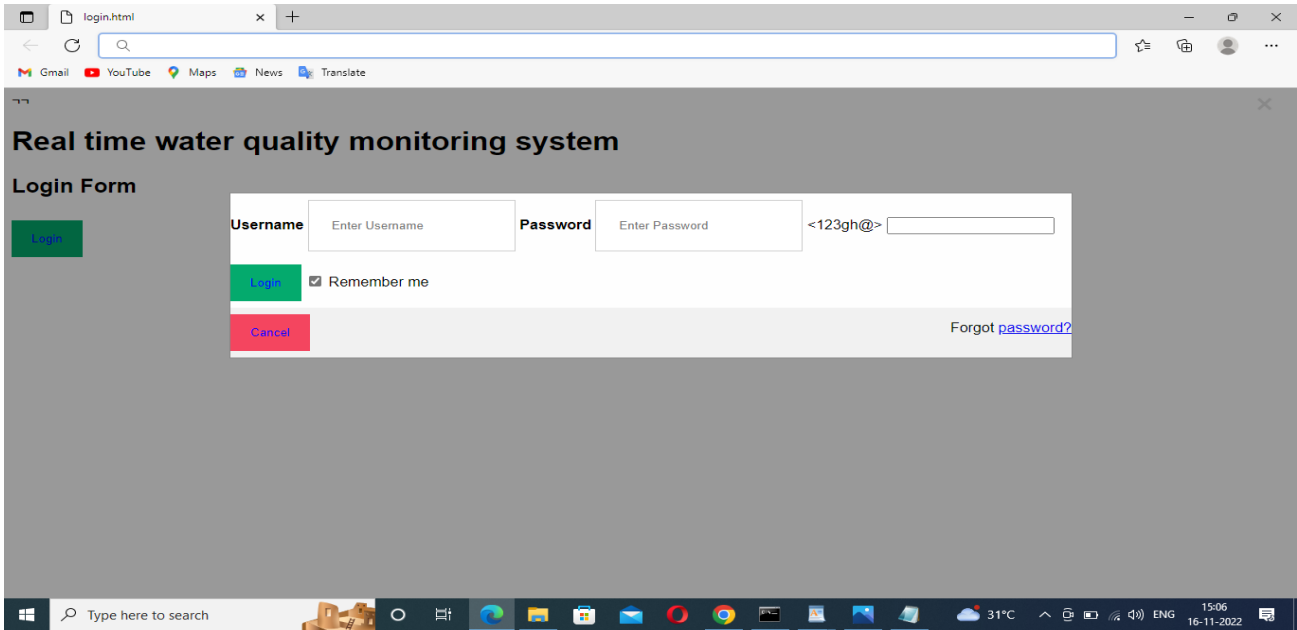 login.html
Gmail YouTube Maps News Translate
¬¬
Real time water quality monitoring system
Login Form
Login
Username Enter Username Password Enter Password <123gh@>
Login Remember me
Cancel Forgot password?
Type here to search 31°C ENG 15:06
16-11-2022